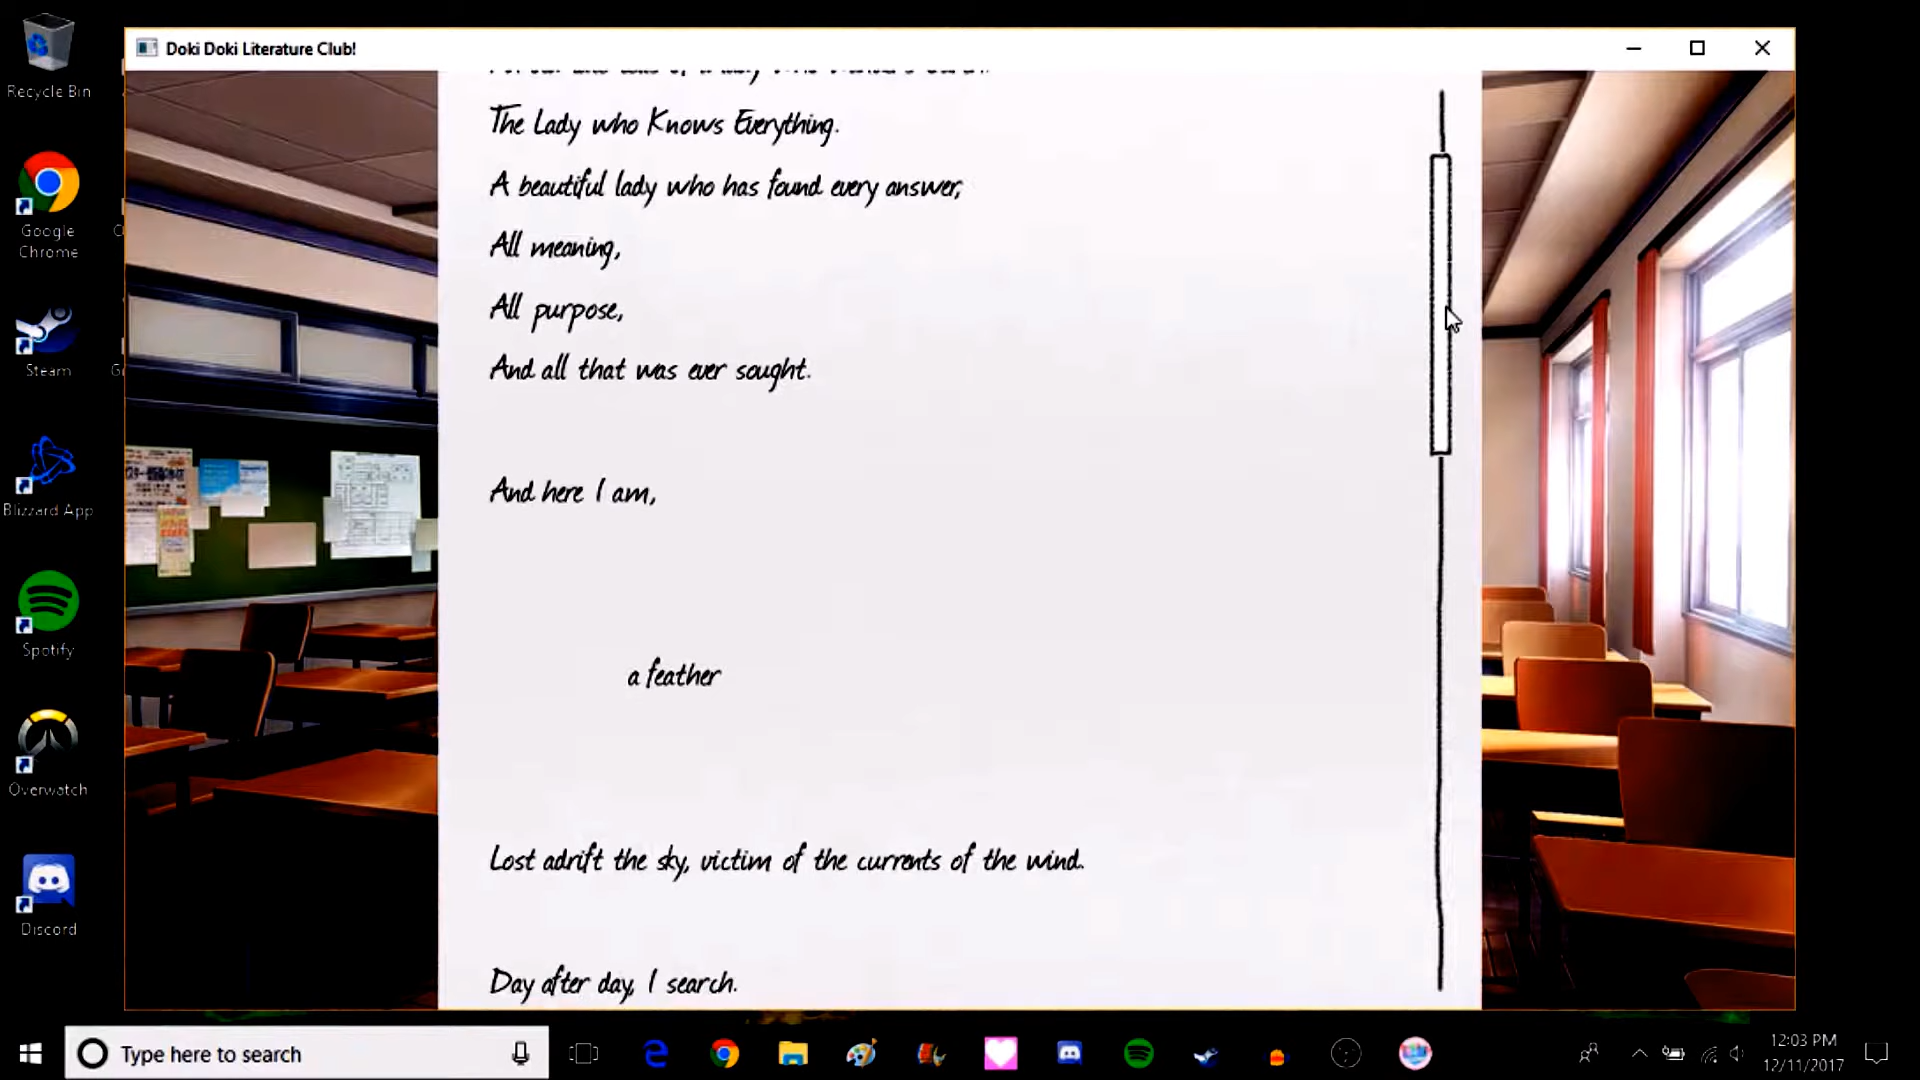 Doki Doki Literature Club!
Recycle Bin
Google
Chrome
Steam
Blizzard App
Spotify
Overwatch
Discord
The Lady who Knows Everything.
A beautiful lady who has found every answer,
All meaning,
All purpose,
And all that was ever sought.
And here I am,
a feather
Lost adrift the sky, victim of the currents of the wind.
Day after day, I search.
Type here to search
12:03 PM
12/11/2017